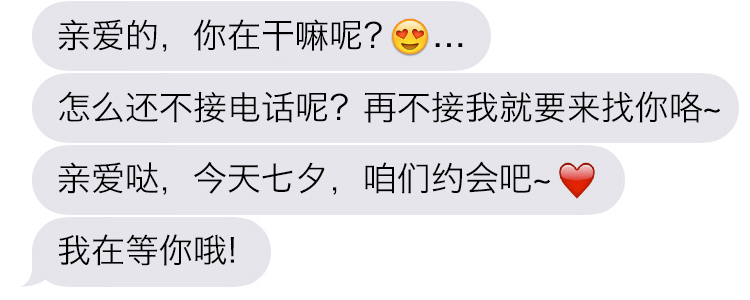 亲爱的，你在干嘛呢？😍...
怎么还不接电话呢？再不接我就要来找你咯~
亲爱哒，今天七夕，咱们约会吧~❤️
我在等你哦!